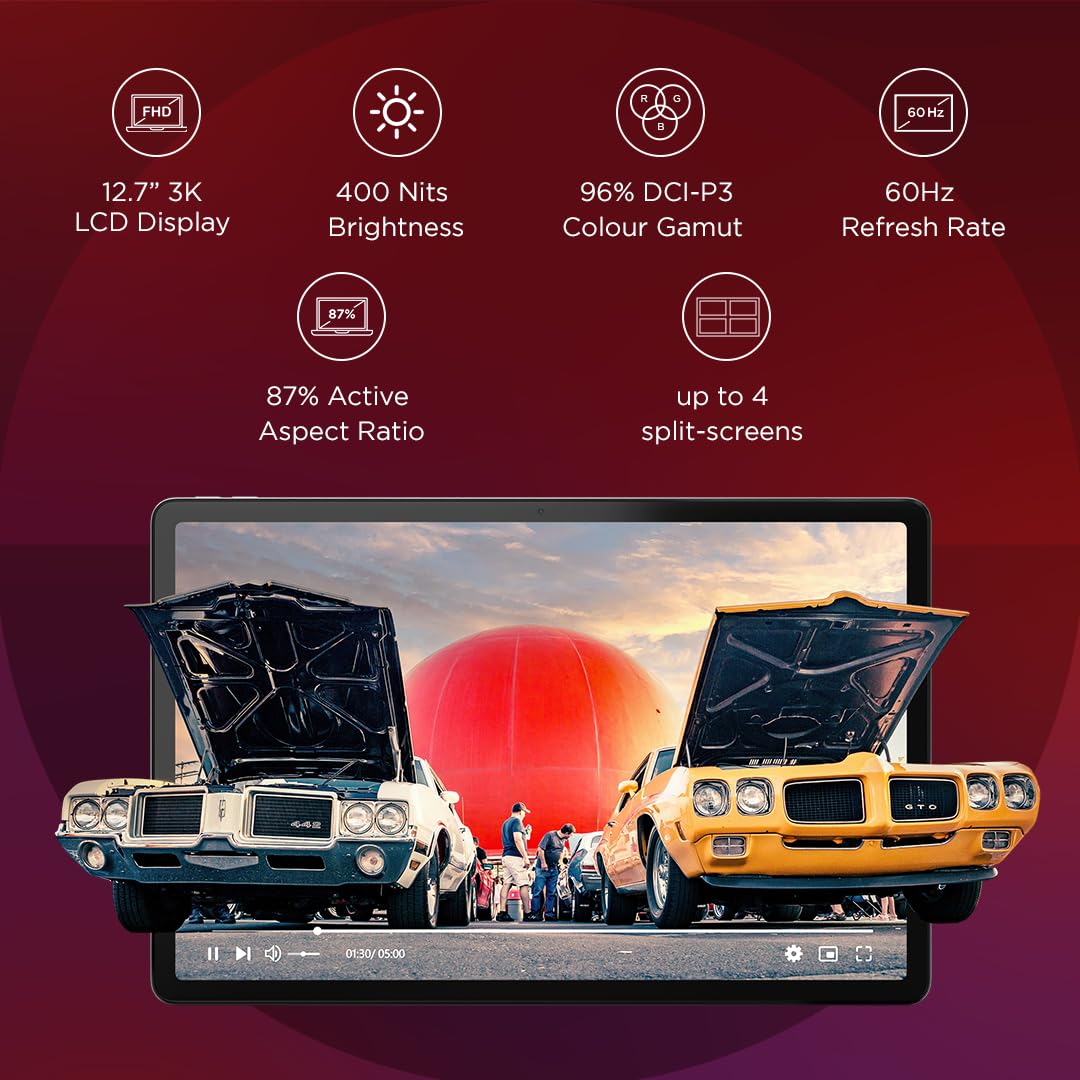 FHD
R G
B
60Hz
12.7” 3K
LCD Display
400 Nits
Brightness
96% DCI-P3
Colour Gamut
60Hz
Refresh Rate
87%
87% Active
Aspect Ratio
up to 4
split-screens
442
GTO
01:30/ 05:00